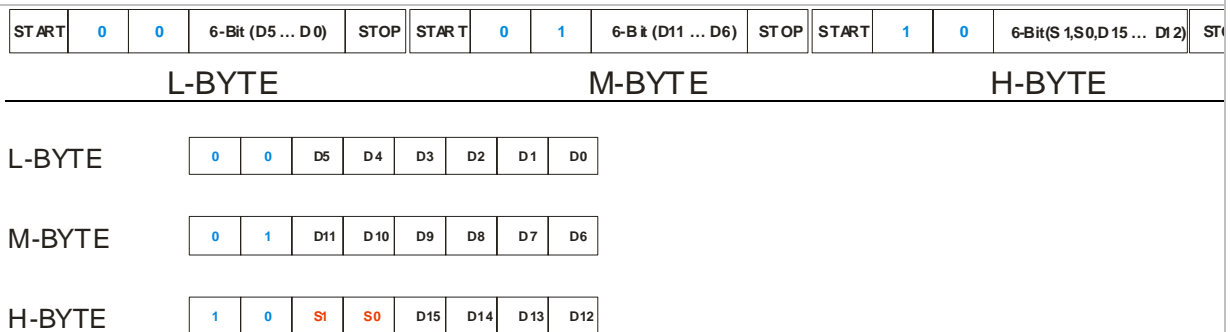 START 0 0 6-Bit (D5 ... D0) STOP START 0 1 6-Bit (D11 ... D6) STOP START 1 0 6-Bit(S1,S0,D15 ... D12)
L-BYTE M-BYTE H-BYTE
L-BYTE 0 0 D5 D4 D3 D2 D1 D0
M-BYTE 0 1 D11 D10 D9 D8 D7 D6
H-BYTE 1 0 S1 S0 D15 D14 D13 D12